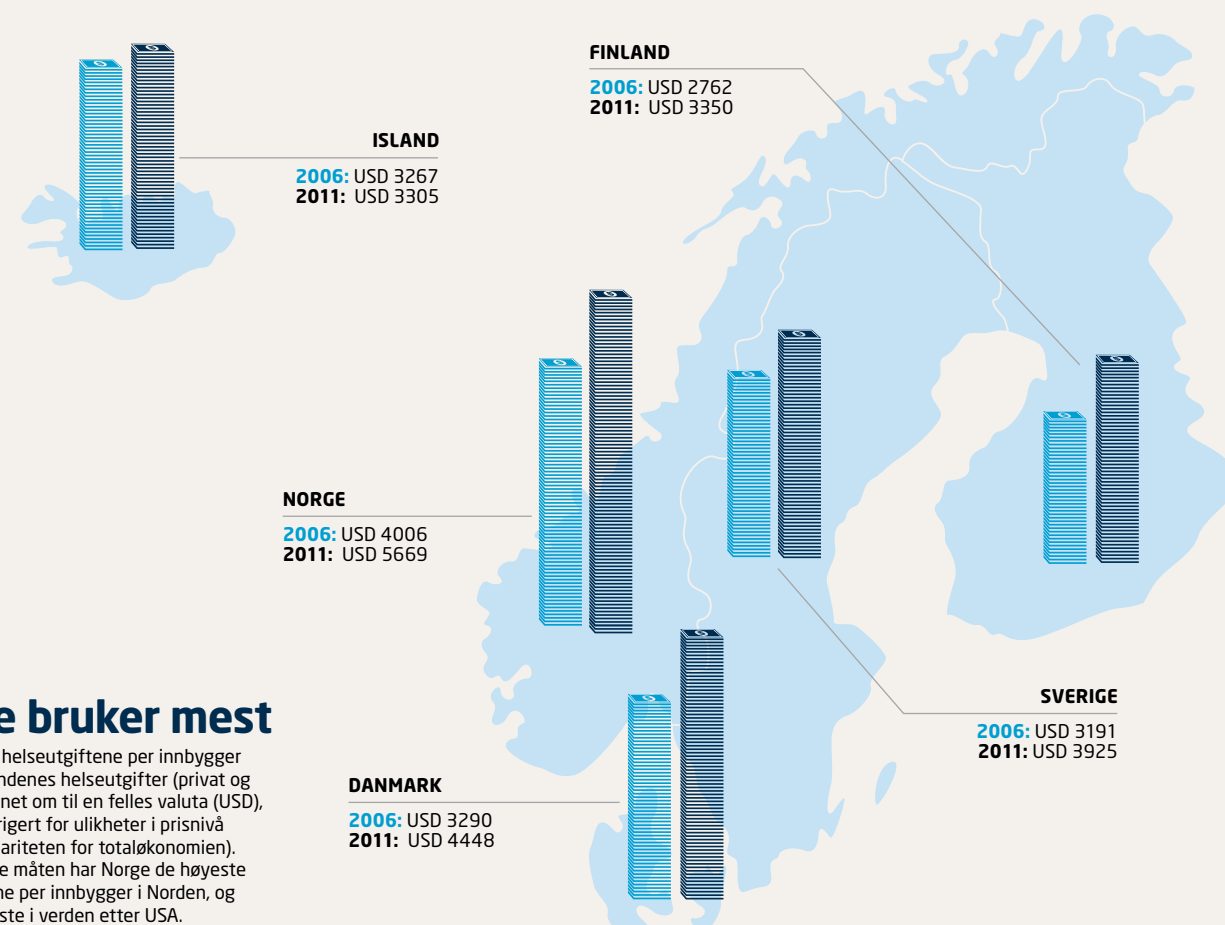 FINLAND
2006: USD 2762
2011: USD 3350
ISLAND
2006: USD 3267
2011: USD 3305
NORGE
2006: USD 4006
2011: USD 5669
SVERIGE
2006: USD 3191
2011: USD 3925
DANMARK
2006: USD 3290
2011: USD 4448
e bruker mest
helseutgiftene per innbygger
ndenes helseutgifter (privat og
net om til en felles valuta (USD),
rigert for ulikheter i prisnivå
ariteten for totaløkonomien).
e måten har Norge de høyeste
ne per innbygger i Norden, og
ste i verden etter USA.